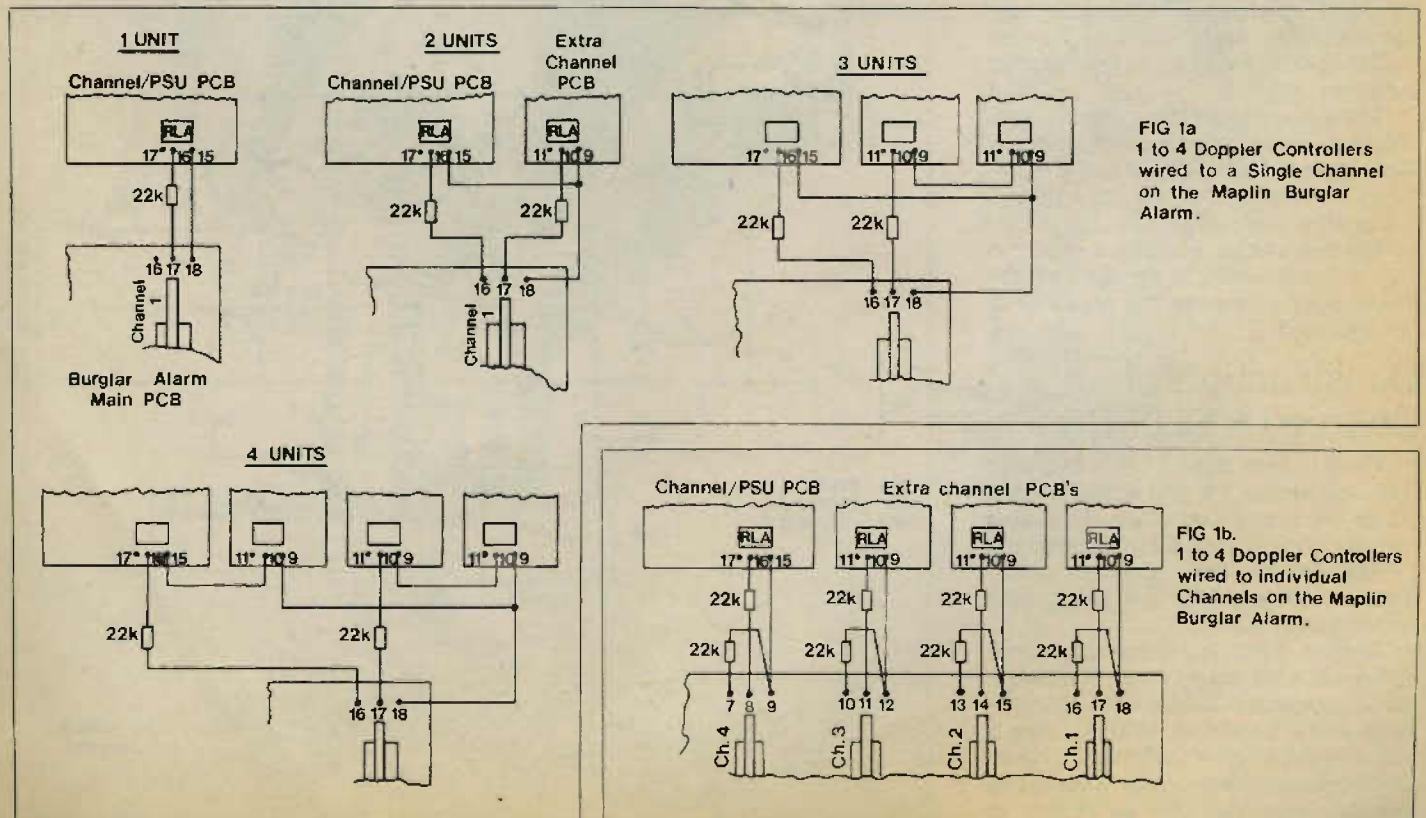 1 UNIT
Channel/PSU PCB
RLA
17 16 15
22k
16 17 18
Channel 1
Burglar Alarm
Main PCB
2 UNITS
Extra
Channel
PCB
Channel/PSU PCB
RLA RLA
17 16 15 11 10 9
22k 22k
16 17 18
Channel 1
3 UNITS
17 16 15 11 10 9 11 10 9
22k 22k
16 17 18
FIG 1a
1 to 4 Doppler Controllers
wired to a Single Channel
on the Maplin Burglar
Alarm.
4 UNITS
17 16 15 11 10 9 11 10 9 11 10 9
22k 22k
16 17 18
Channel/PSU PCB Extra channel PCB's
RLA RLA RLA RLA
17 16 15 11 10 9 11 10 9 11 10 9
22k 22k 22k 22k
22k 22k 22k 22k
7 8 9 10 11 12 13 14 15 16 17 18
Ch.4 Ch.3 Ch.2 Ch.1
FIG 1b.
1 to 4 Doppler Controllers
wired to individual
Channels on the Maplin
Burglar Alarm.